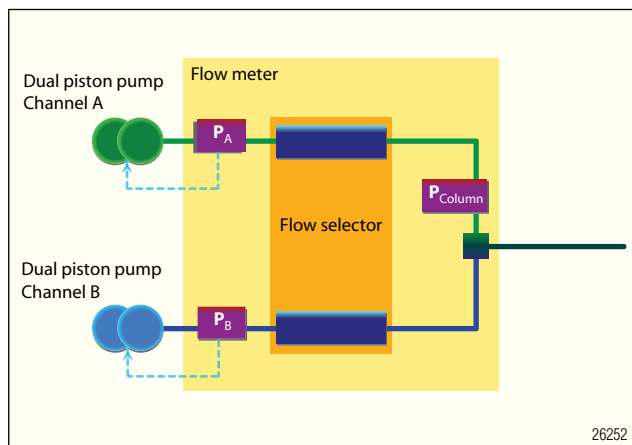 Flow meter
Dual piston pump
Channel A
PA
PColumn
Flow selector
Dual piston pump
Channel B
PB
26252